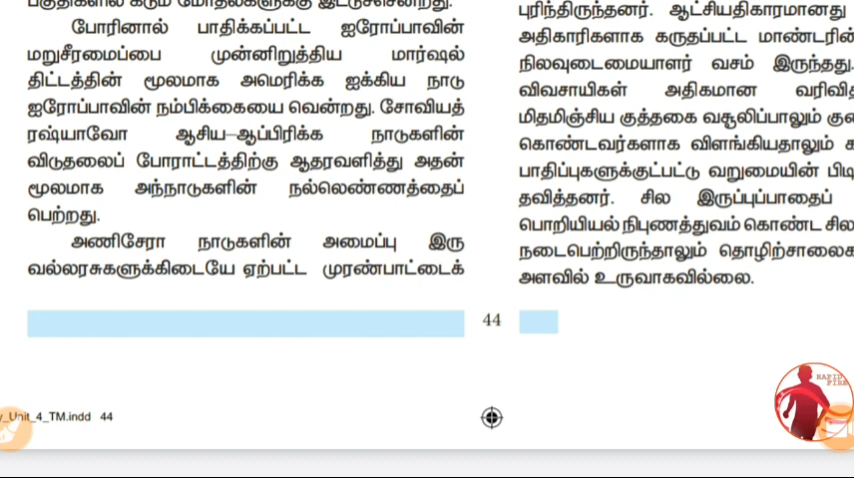 போரினால் பாதிக்கப்பட்ட ஐரோப்பாவின்
மறுசீரமைப்பை முன்னிறுத்திய மார்ஷல்
திட்டத்தின் மூலமாக அமெரிக்க ஐக்கிய நாடு
ஐரோப்பாவின் நம்பிக்கையை வென்றது. சோவியத்
ரஷ்யாவோ ஆசிய–ஆப்பிரிக்க நாடுகளின்
விடுதலைப் போராட்டத்திற்கு ஆதரவளித்து அதன்
மூலமாக அந்நாடுகளின் நல்லெண்ணத்தைப்
பெற்றது.
அணிசேரா நாடுகளின் அமைப்பு இரு
வல்லரசுகளுக்கிடையே ஏற்பட்ட முரண்பாட்டைக்
புரிந்திருந்தனர். ஆட்சியதிகாரமானது
அதிகாரிகளாக கருதப்பட்ட மாண்டரின்
நிலவுடைமையாளர் வசம் இருந்தது.
விவசாயிகள் அதிகமான
மிதமிஞ்சிய குத்தகை வசூலிப்பாலும்
கொண்டவர்களாக விளங்கியதாலும்
பாதிப்புகளுக்குட்பட்டு வறுமையின்
தவித்தனர். சில இருப்புப்பாதைப்
பொறியியல் நிபுணத்துவம் கொண்ட சில
நடைபெற்றிருந்தாலும்
அளவில் உருவாகவில்லை.
44
y_Unit_4_TM.indd 44
RAPID
FIRE